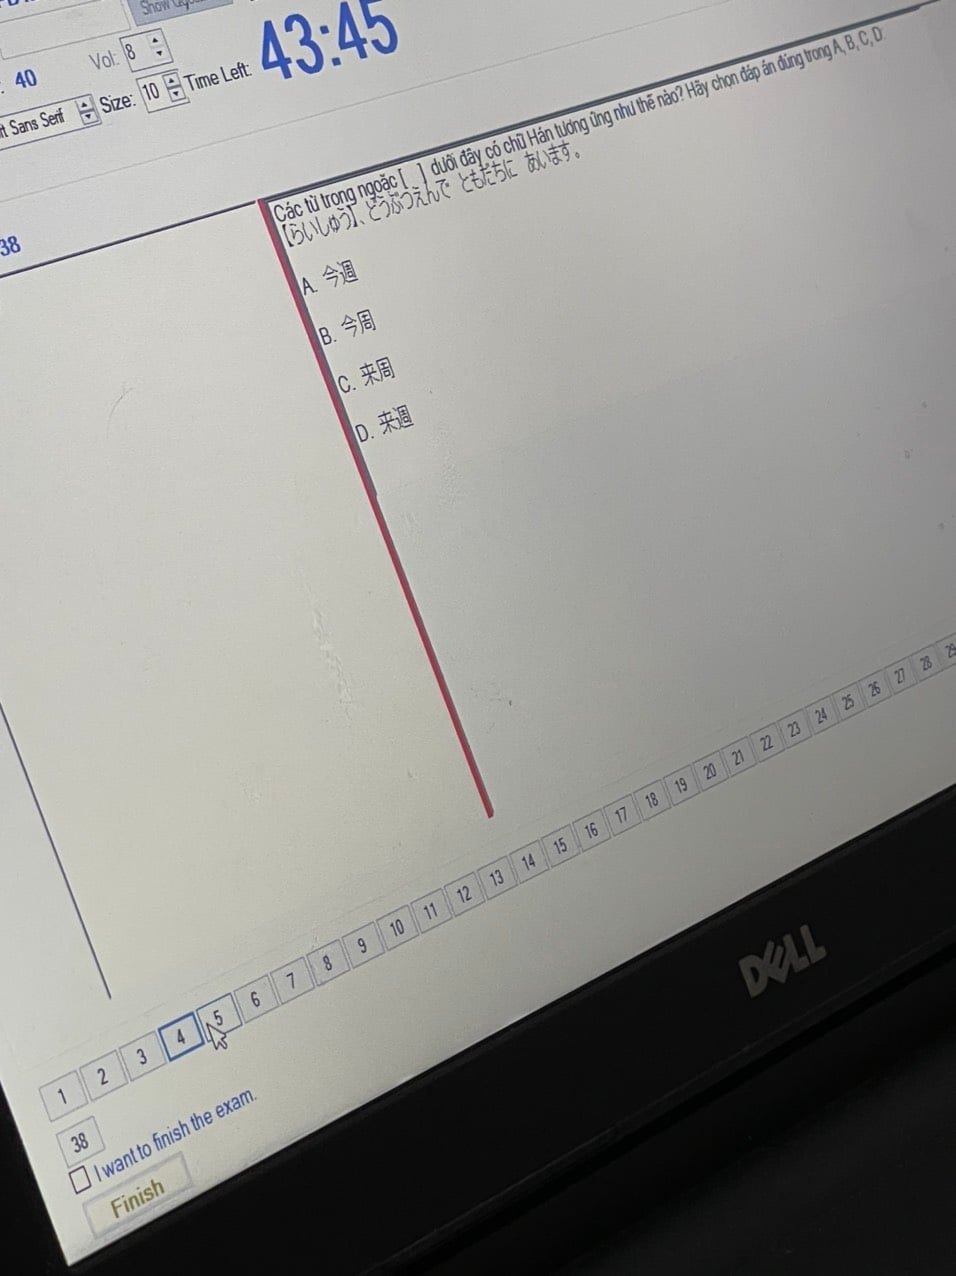 Vol: 8
: 40
Sans Serif Size: 10 Time Left: 43:45
38
Các từ trong ngoặc [ ] dưới đây có chữ Hán tương ứng như thế nào? Hãy chọn đáp án đúng trong A, B, C, D.
【らいしゅう】、どうぶつえんで ともだちに あいます。
A. 今週
B. 今周
C. 来周
D. 来週
1 2 3 4 5 6 7 8 9 10 11 12 13 14 15 16 17 18 19 20 21 22 23 24 25 26 27 28 29
38
I want to finish the exam.
Finish
DELL